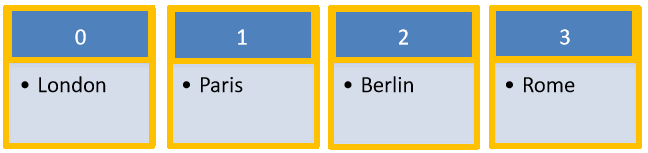 0 1 2 3
• London • Paris • Berlin • Rome